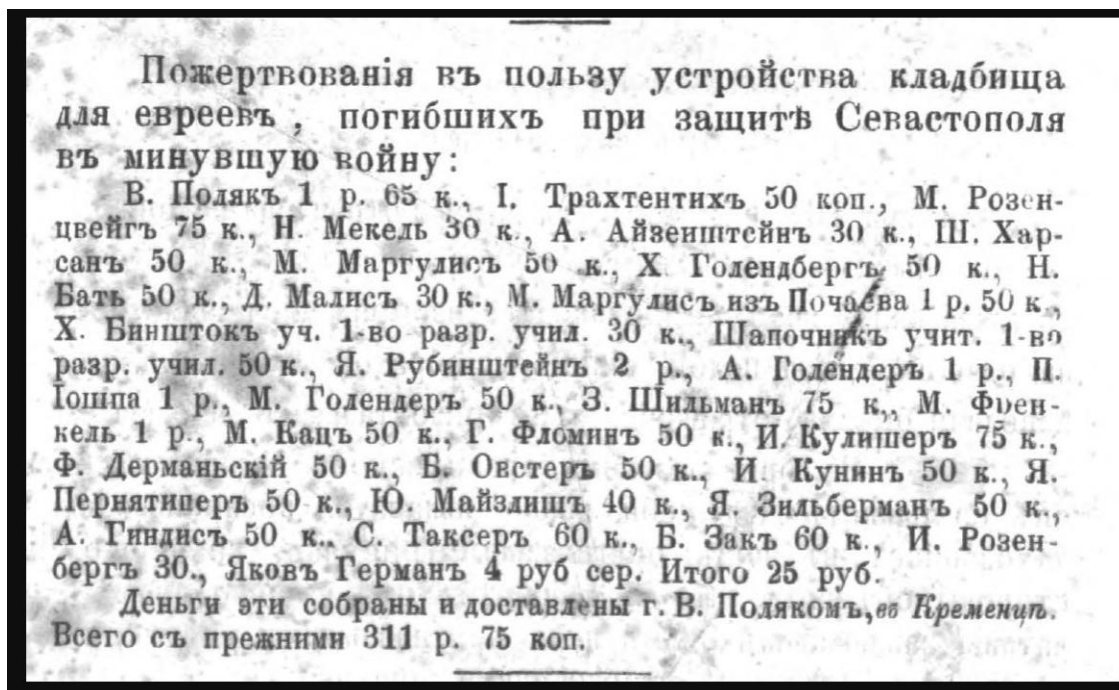 Пожертвованія въ пользу устройства кладбища
для евреевъ, погибшихъ при защитѣ Севастополя
въ минувшую войну:
В. Полякъ 1 р. 65 к., І. Трахтентихъ 50 коп., М. Розен-
цвейгъ 75 к., Н. Мекель 30 к., А. Айзенштейнъ 30 к., Ш. Хар-
санъ 50 к., М. Маргулисъ 50 к., Х. Голендбергъ 50 к., Н.
Бать 50 к., Д. Малисъ 30 к., М. Маргулисъ изъ Почаева 1 р. 50 к.,
Х. Бинштокъ уч. 1-во разр. учил. 30 к., Шапочникъ учит. 1-во
разр. учил. 50 к., Я. Рубинштейнъ 2 р., А. Голендеръ 1 р., П.
Іошпа 1 р., М. Голендеръ 50 к., З. Шильманъ 75 к., М. Френ-
кель 1 р., М. Кацъ 50 к., Г. Фломинъ 50 к., И. Кулишеръ 75 к.,
Ф. Дерманьскій 50 к., Б. Овстеръ 50 к., И. Кунинъ 50 к., Я.
Пернятиперъ 50 к., Ю. Майзлишъ 40 к., Я. Зильберманъ 50 к.,
А. Гиндисъ 50 к., С. Таксеръ 60 к., Б. Закъ 60 к., И. Розен-
бергъ 30., Яковъ Германъ 4 руб сер. Итого 25 руб.
Деньги эти собраны и доставлены г. В. Полякомъ, въ Кременцѣ.
Всего съ прежними 311 р. 75 коп.